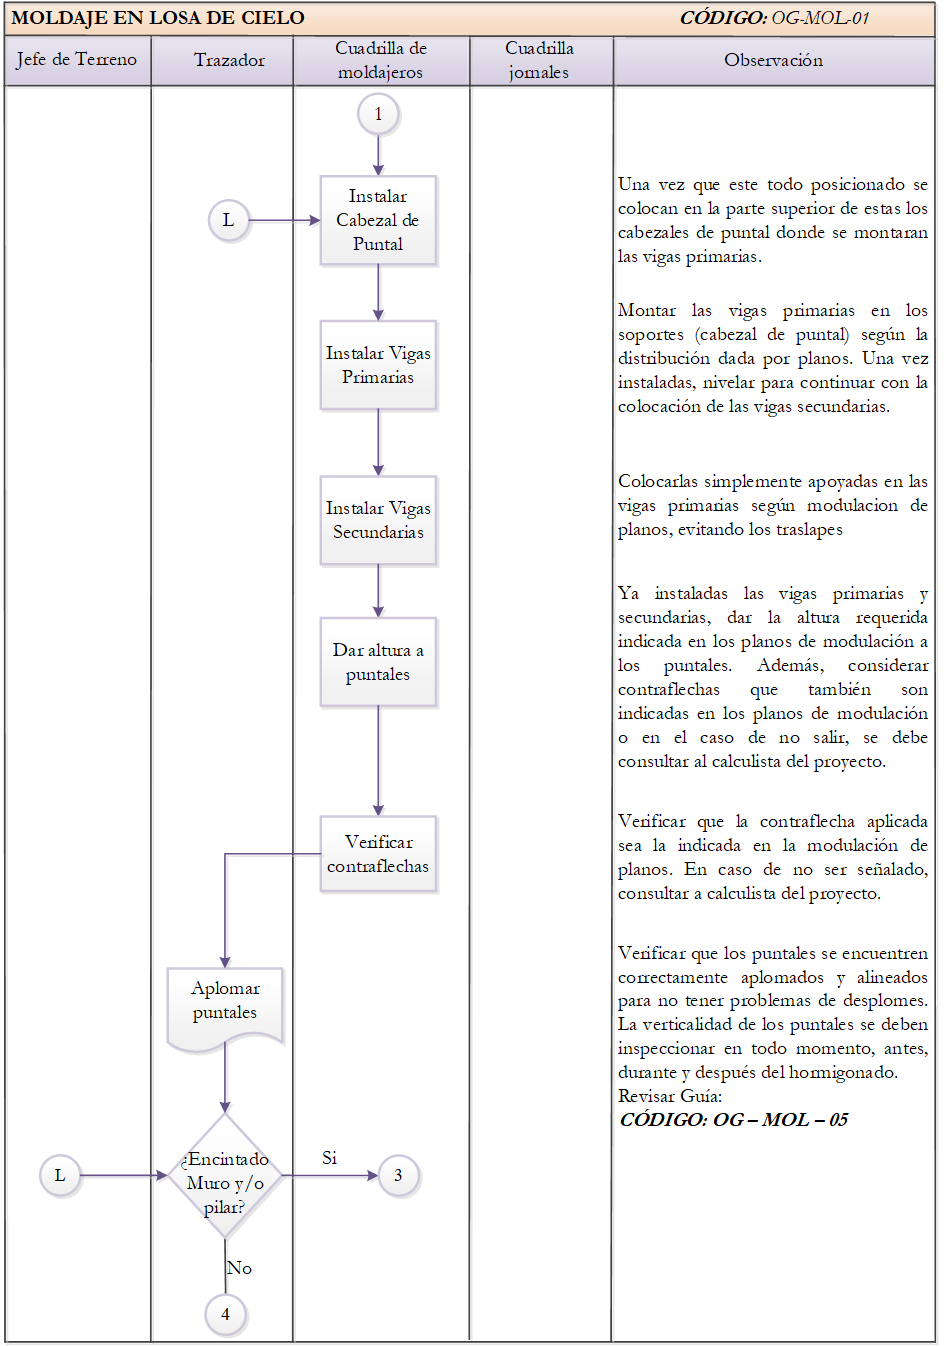 MOLDAJE EN LOSA DE CIELO CÓDIGO: OG-MOL-01
Jefe de Terreno
Trazador
Cuadrilla de
moldajeros
Cuadrilla
jornales
Observación
1
L
Instalar
Cabezal de
Puntal
Una vez que este todo posicionado se
colocan en la parte superior de estas los
cabezales de puntal donde se montaran
las vigas primarias.
Instalar Vigas
Primarias
Montar las vigas primarias en los
soportes (cabezal de puntal) según la
distribución dada por planos. Una vez
instaladas, nivelar para continuar con la
colocación de las vigas secundarias.
Instalar Vigas
Secundarias
Colocarlas simplemente apoyadas en las
vigas primarias según modulacion de
planos, evitando los traslapes
Dar altura a
puntales
Ya instaladas las vigas primarias y
secundarias, dar la altura requerida
indicada en los planos de modulación a
los puntales. Además, considerar
contraflechas que también son
indicadas en los planos de modulación
o en el caso de no salir, se debe
consultar al calculista del proyecto.
Verificar
contraflechas
Verificar que la contraflecha aplicada
sea la indicada en la modulación de
planos. En caso de no ser señalado,
consultar a calculista del proyecto.
Aplomar
puntales
Verificar que los puntales se encuentren
correctamente aplomados y alineados
para no tener problemas de desplomes.
La verticalidad de los puntales se deben
inspeccionar en todo momento, antes,
durante y después del hormigonado.
Revisar Guía:
CÓDIGO: OG – MOL – 05
L
¿Encintado
Muro y/o
pilar?
Si
3
No
4